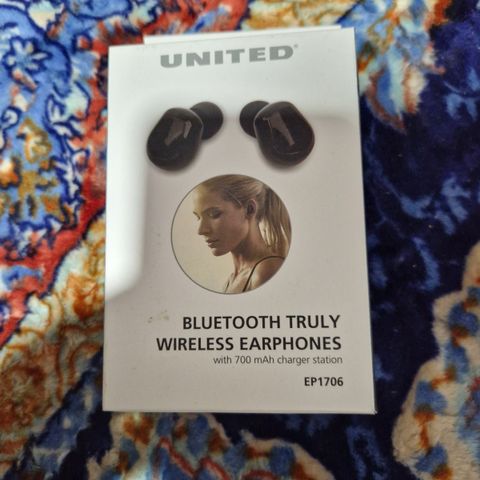 UNITED®
BLUETOOTH TRULY
WIRELESS EARPHONES
with 700 mAh charger station
EP1706